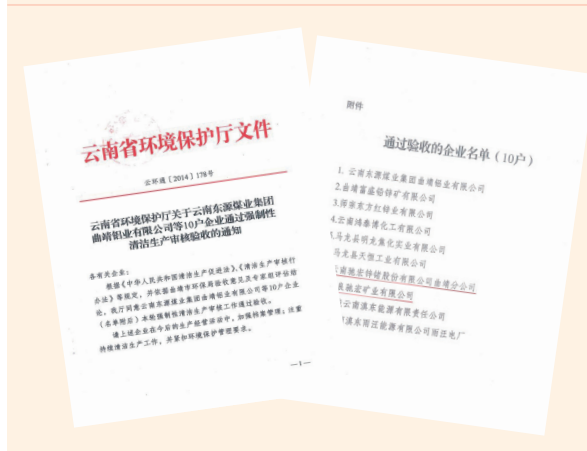 云南省环境保护厅文件
云环通〔2014〕178号
云南省环境保护厅关于云南东源煤业集团
曲靖铝业有限公司等10户企业通过强制性
清洁生产审核验收的通知
各有关企业：
根据《中华人民共和国清洁生产促进法》、《清洁生产审核暂行
办法》等规定，并依据曲靖市环保局验收意见及专家组评估结
论，我厅同意云南东源煤业集团曲靖铝业有限公司等10户企业
（名单附后）本轮强制性清洁生产审核工作通过验收。
请上述企业在今后的生产经营活动中，加强档案管理；注重
持续清洁生产工作，并紧扣环境保护管理要求。
—1—
附件
通过验收的企业名单（10户）
1. 云南东源煤业集团曲靖铝业有限公司
2.曲靖富盛铅锌矿有限公司
3.师宗东方红锌业有限公司
4.云南鸿泰博化工有限公司
5.马龙县明龙焦化实业有限公司
马龙县天恒工业有限公司
云南驰宏锌锗股份有限公司曲靖分公司
驰宏矿业有限公司
云南滇东能源有限责任公司
滇东雨汪能源有限公司雨汪电厂